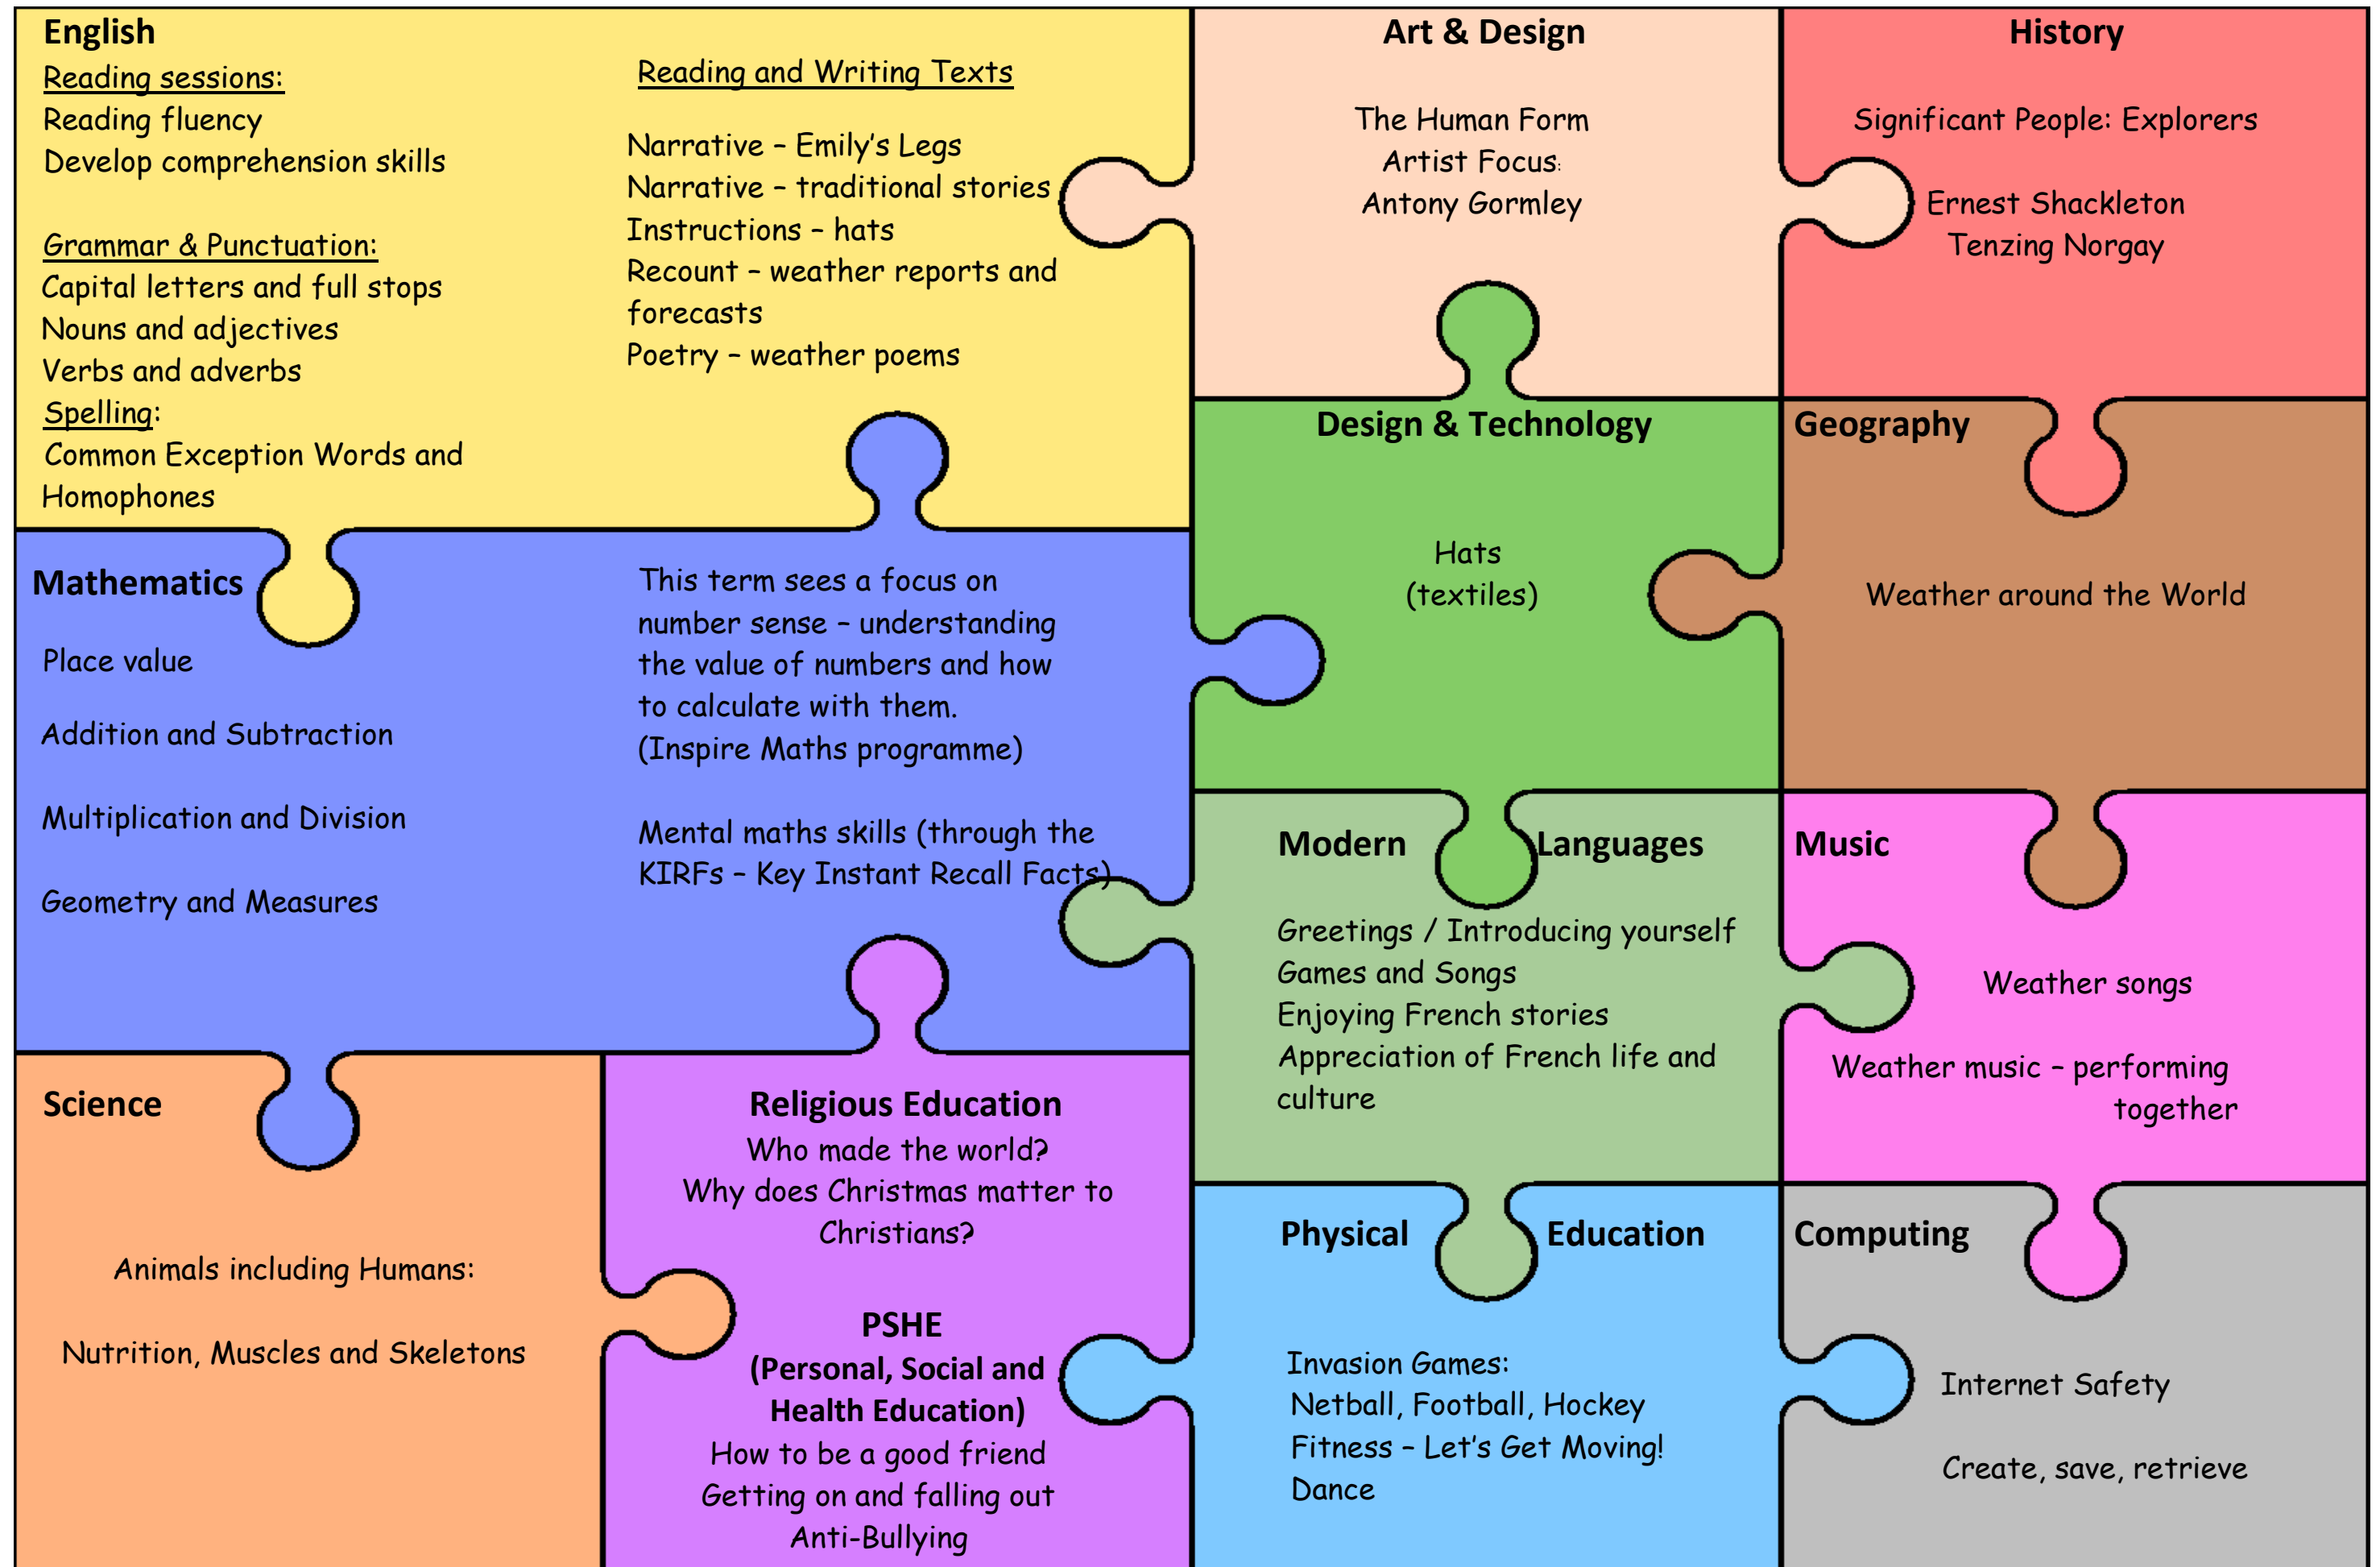 English
Reading sessions:
Reading fluency
Develop comprehension skills
Grammar & Punctuation:
Capital letters and full stops
Nouns and adjectives
Verbs and adverbs
Spelling:
Common Exception Words and
Homophones
Reading and Writing Texts
Narrative – Emily's Legs
Narrative – traditional stories
Instructions – hats
Recount – weather reports and
forecasts
Poetry – weather poems
Art & Design
The Human Form
Artist Focus:
Antony Gormley
History
Significant People: Explorers
Ernest Shackleton
Tenzing Norgay
Design & Technology
Hats
(textiles)
Geography
Weather around the World
Mathematics
Place value
Addition and Subtraction
Multiplication and Division
Geometry and Measures
This term sees a focus on
number sense – understanding
the value of numbers and how
to calculate with them.
(Inspire Maths programme)
Mental maths skills (through the
KIRFs – Key Instant Recall Facts)
Modern Languages
Greetings / Introducing yourself
Games and Songs
Enjoying French stories
Appreciation of French life and
culture
Music
Weather songs
Weather music – performing
together
Science
Animals including Humans:
Nutrition, Muscles and Skeletons
Religious Education
Who made the world?
Why does Christmas matter to
Christians?
PSHE
(Personal, Social and
Health Education)
How to be a good friend
Getting on and falling out
Anti-Bullying
Physical Education
Invasion Games:
Netball, Football, Hockey
Fitness – Let's Get Moving!
Dance
Computing
Internet Safety
Create, save, retrieve